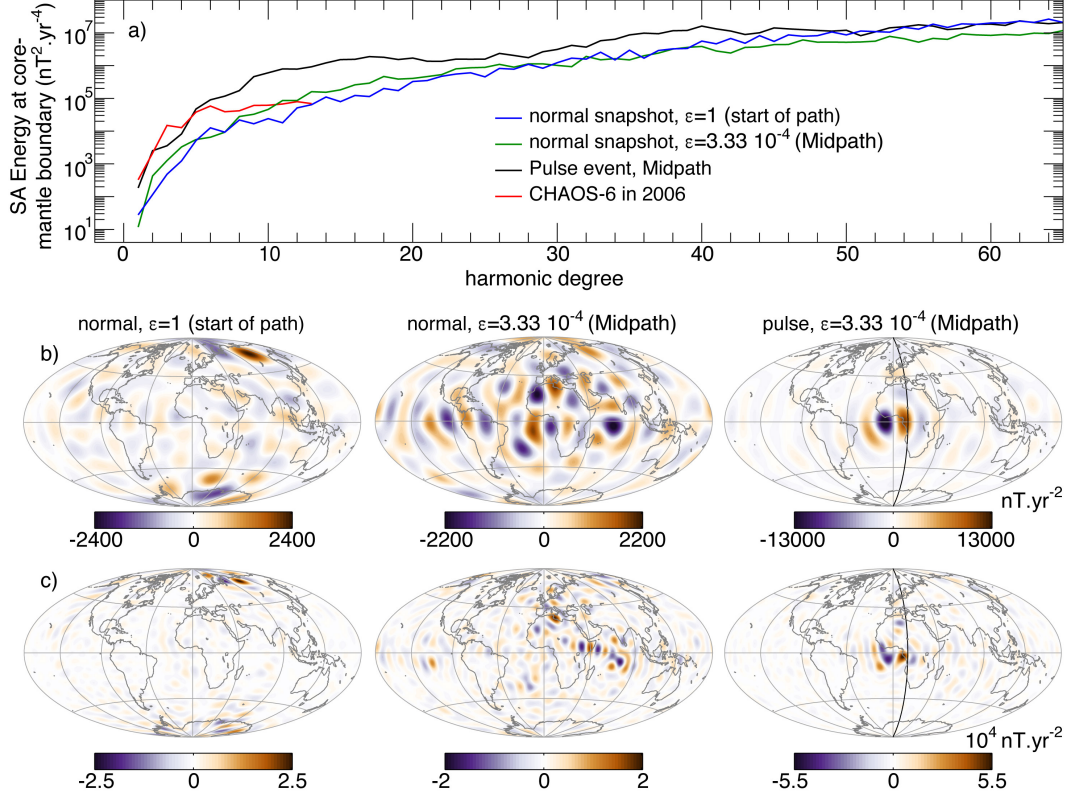 a)
SA Energy at core-
mantle boundary (nT².yr⁻⁴)
10⁷
10⁵
10³
10¹
normal snapshot, ε=1 (start of path)
normal snapshot, ε=3.33 10⁻⁴ (Midpath)
Pulse event, Midpath
CHAOS-6 in 2006
0 10 20 30 40 50 60
harmonic degree
normal, ε=1 (start of path) normal, ε=3.33 10⁻⁴ (Midpath) pulse, ε=3.33 10⁻⁴ (Midpath)
b)
nT.yr⁻²
-2400 0 2400 -2200 0 2200 -13000 0 13000
c)
10⁴ nT.yr⁻²
-2.5 0 2.5 -2 0 2 -5.5 0 5.5